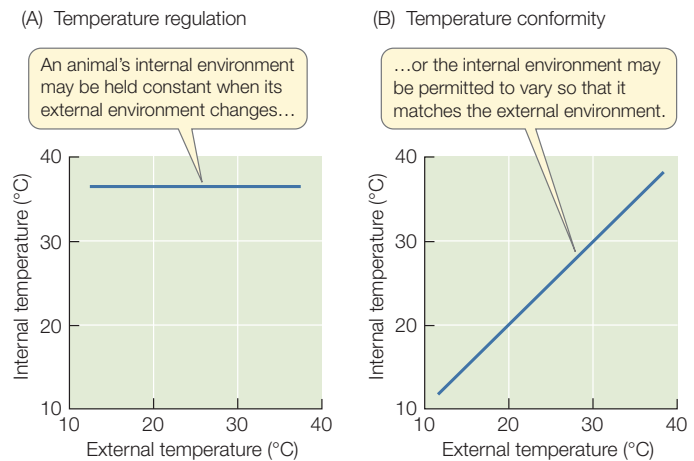 (A) Temperature regulation
An animal's internal environment
may be held constant when its
external environment changes…
40
30
20
10
Internal temperature (°C)
10 20 30 40
External temperature (°C)
(B) Temperature conformity
…or the internal environment may
be permitted to vary so that it
matches the external environment.
40
30
20
10
Internal temperature (°C)
10 20 30 40
External temperature (°C)